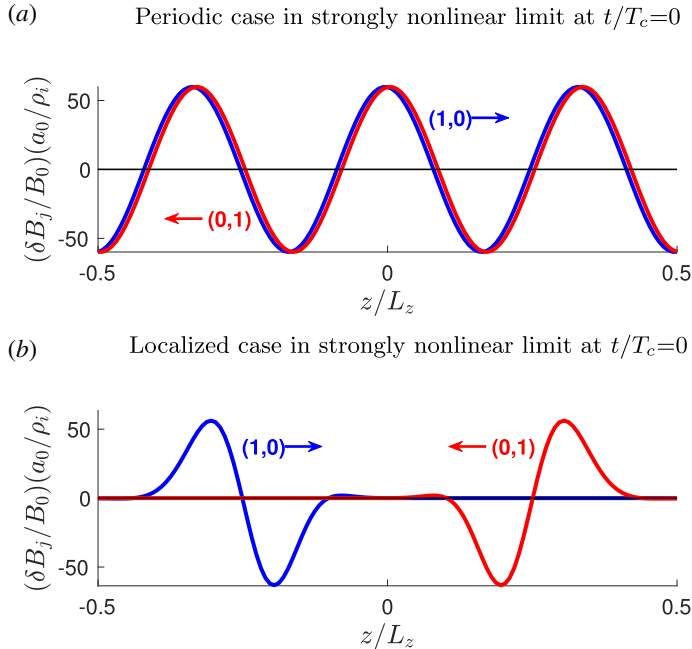 (a) Periodic case in strongly nonlinear limit at t/T_c=0
(δB_j/B_0)(a_0/ρ_i)
50
0
-50
(1,0)
(0,1)
-0.5 0 0.5
z/L_z
(b) Localized case in strongly nonlinear limit at t/T_c=0
(δB_j/B_0)(a_0/ρ_i)
50
0
-50
(1,0) (0,1)
-0.5 0 0.5
z/L_z